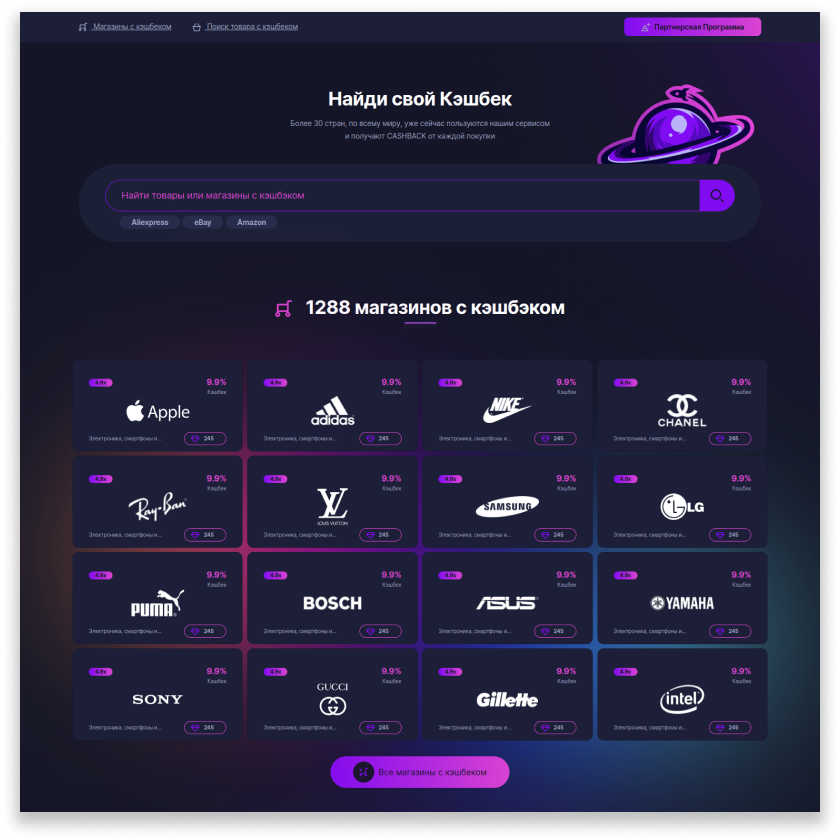 Магазины с кэшбеком
Поиск товара с кэшбеком
Партнерская Программа
Найди свой Кэшбек
Более 30 стран, по всему миру, уже сейчас пользуются нашим сервисом
и получают CASHBACK от каждой покупки
Найти товары или магазины с кэшбэком
Aliexpress eBay Amazon
1288 магазинов с кэшбэком
4.9x 9.9% 4.9x 9.9% 4.9x 9.9% 4.9x 9.9%
Кэшбек Кэшбек Кэшбек Кэшбек
Apple adidas NIKE CHANEL
Электроника, смартфоны и... 245 Электроника, смартфоны и... 245 Электроника, смартфоны и... 245 Электроника, смартфоны и... 245
4.9x 9.9% 4.9x 9.9% 4.9x 9.9% 4.9x 9.9%
Кэшбек Кэшбек Кэшбек Кэшбек
Ray-Ban LV LOUIS VUITTON SAMSUNG LG
Электроника, смартфоны и... 245 Электроника, смартфоны и... 245 Электроника, смартфоны и... 245 Электроника, смартфоны и... 245
4.9x 9.9% 4.9x 9.9% 4.9x 9.9% 4.9x 9.9%
Кэшбек Кэшбек Кэшбек Кэшбек
PUMA BOSCH ASUS YAMAHA
Электроника, смартфоны и... 245 Электроника, смартфоны и... 245 Электроника, смартфоны и... 245 Электроника, смартфоны и... 245
4.9x 9.9% 4.9x 9.9% 4.9x 9.9% 4.9x 9.9%
Кэшбек Кэшбек Кэшбек Кэшбек
SONY GUCCI Gillette intel
Электроника, смартфоны и... 245 Электроника, смартфоны и... 245 Электроника, смартфоны и... 245 Электроника, смартфоны и... 245
Все магазины с кэшбеком